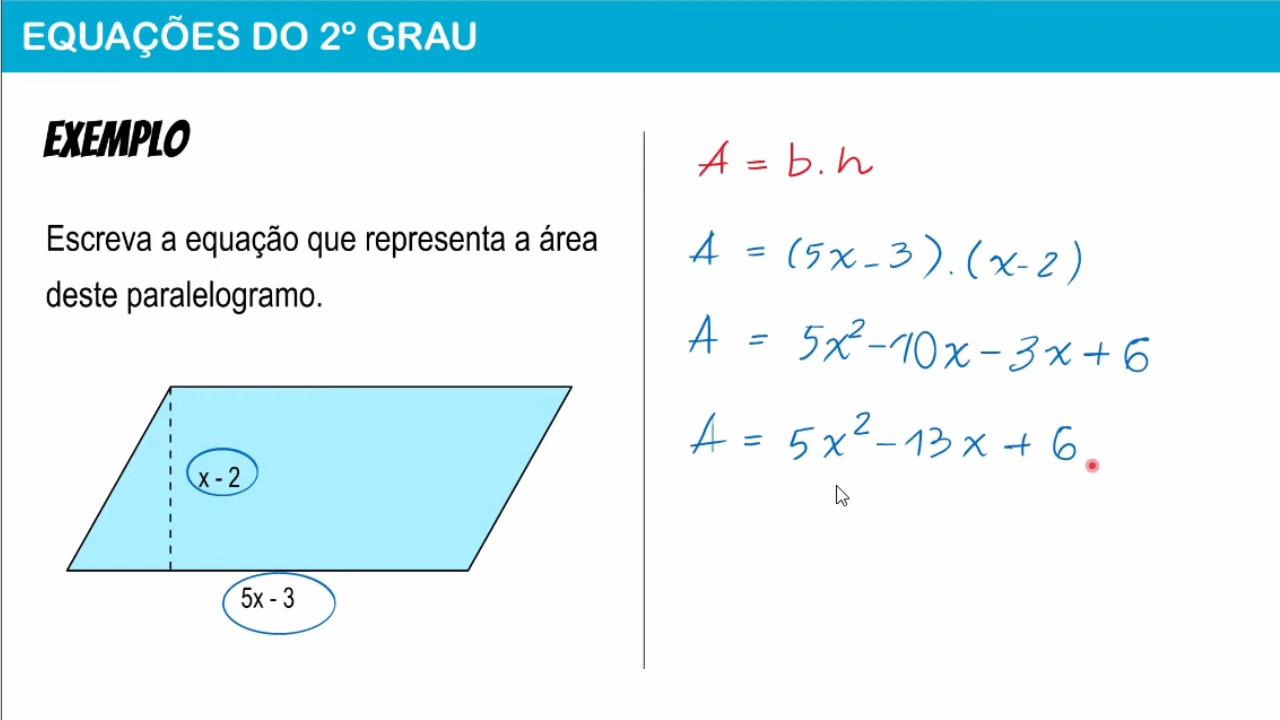 EQUAÇÕES DO 2º GRAU
EXEMPLO
Escreva a equação que representa a área
deste paralelogramo.
x - 2
5x - 3
A = b.h
A = (5x - 3).(x - 2)
A = 5x² - 10x - 3x + 6
A = 5x² - 13x + 6